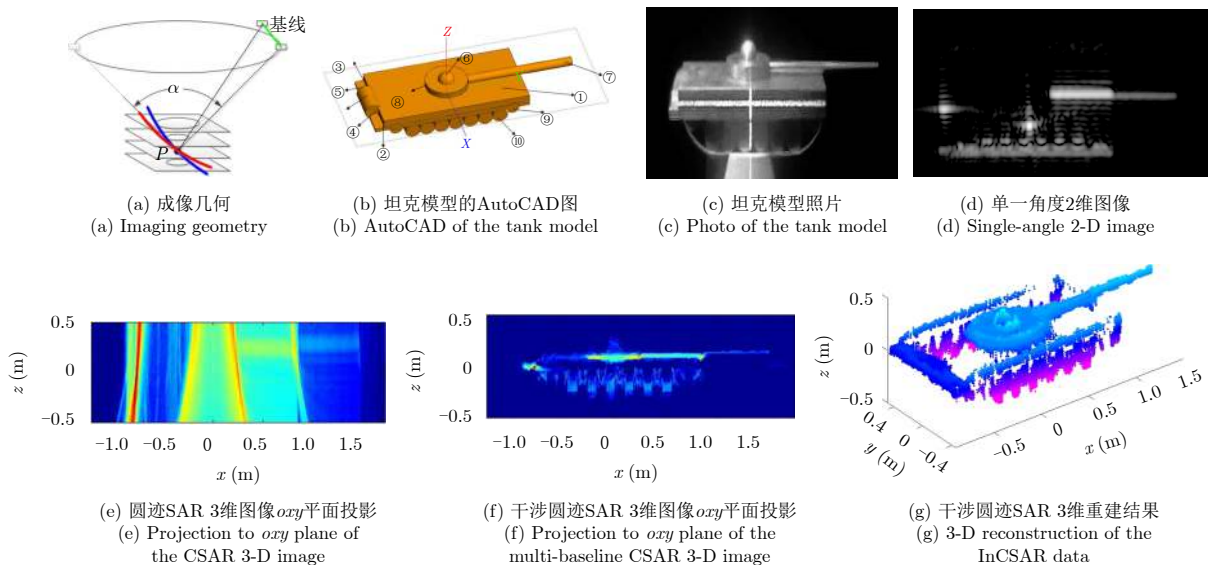 基线
α
P
(a) 成像几何
(a) Imaging geometry
Z
③
⑥
⑤
⑦
⑧
①
④
⑨
X
⑩
②
(b) 坦克模型的AutoCAD图
(b) AutoCAD of the tank model
(c) 坦克模型照片
(c) Photo of the tank model
(d) 单一角度2维图像
(d) Single-angle 2-D image
0.5
0
−0.5
z (m)
−1.0 −0.5 0 0.5 1.0 1.5
x (m)
(e) 圆迹SAR 3维图像oxy平面投影
(e) Projection to oxy plane of
the CSAR 3-D image
0.5
0
−0.5
z (m)
−1.0 −0.5 0 0.5 1.0 1.5
x (m)
(f) 干涉圆迹SAR 3维图像oxy平面投影
(f) Projection to oxy plane of the
multi-baseline CSAR 3-D image
0.5
0
−0.5
z (m)
0.4 0 −0.4
y (m)
−0.5 0 0.5 1.0 1.5
x (m)
(g) 干涉圆迹SAR 3维重建结果
(g) 3-D reconstruction of the
InCSAR data